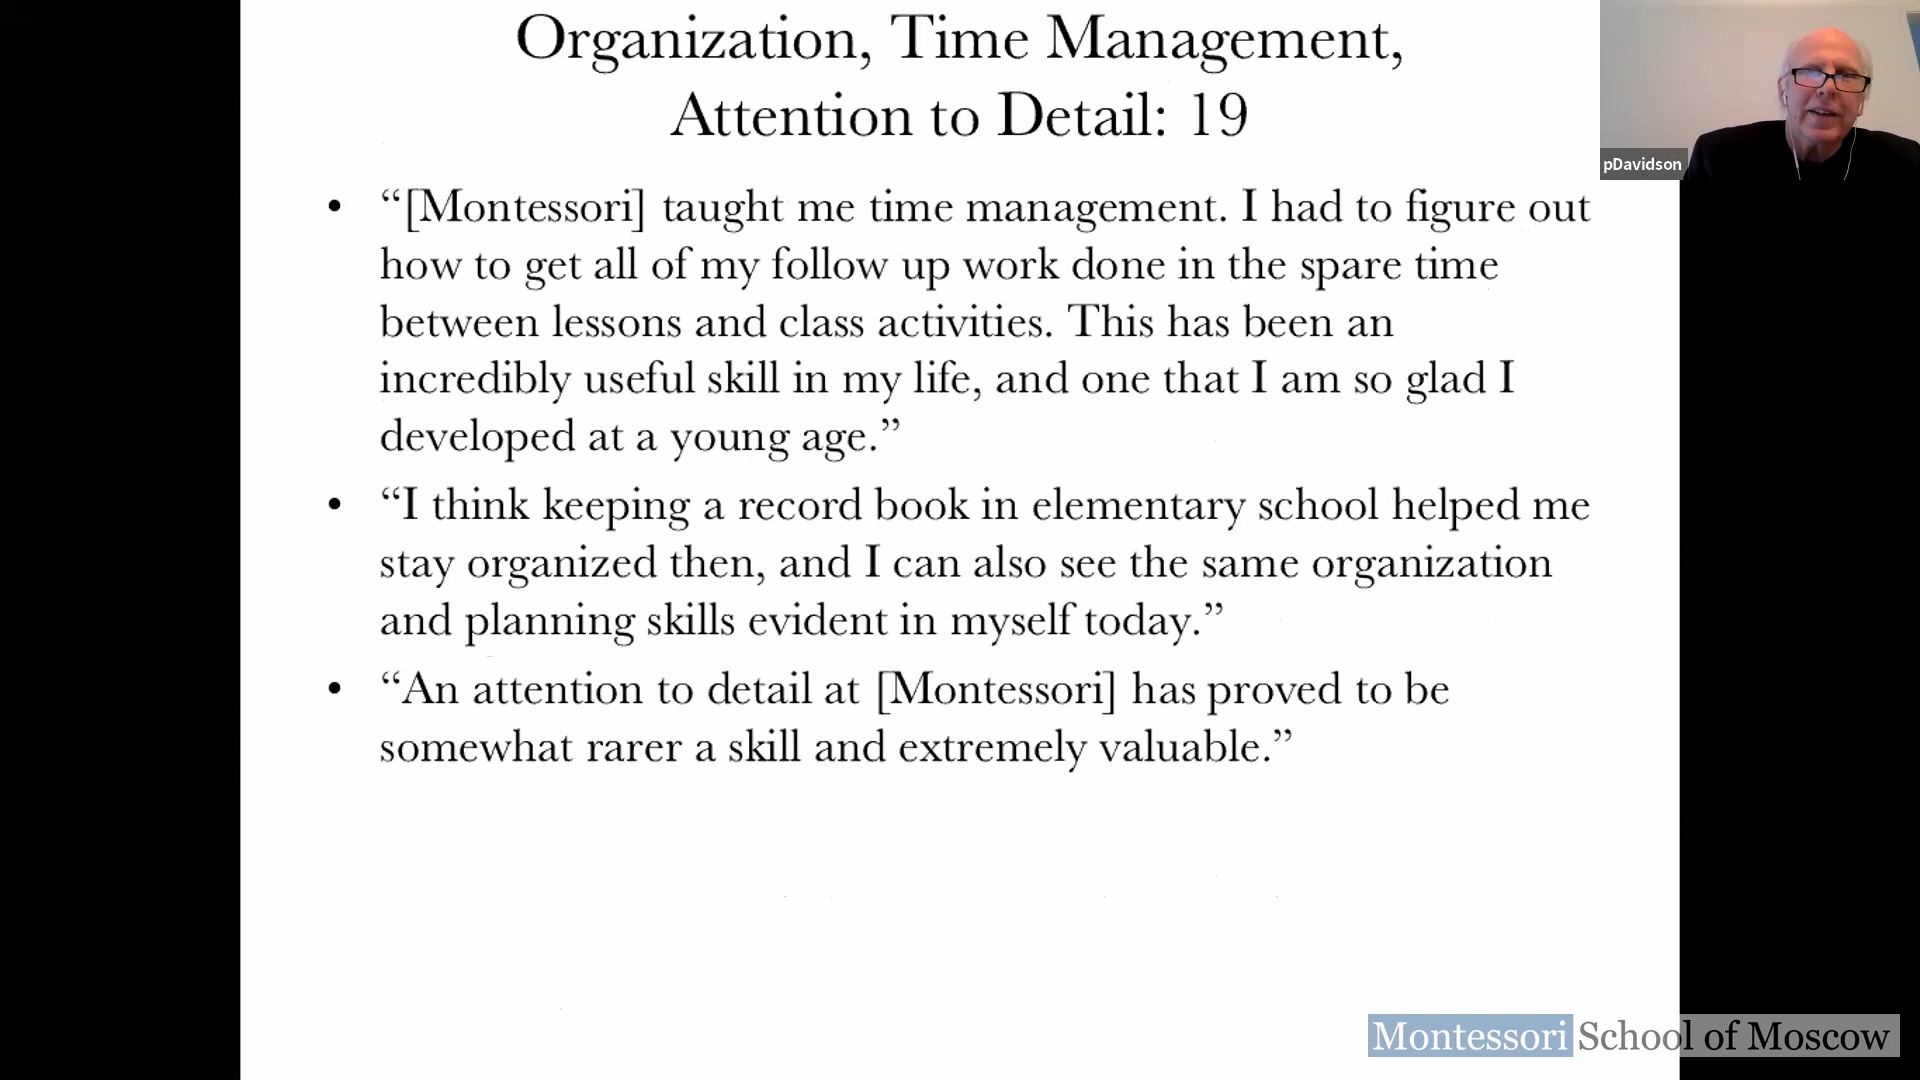 Organization, Time Management,
Attention to Detail: 19
pDavidson
• “[Montessori] taught me time management. I had to figure out
how to get all of my follow up work done in the spare time
between lessons and class activities. This has been an
incredibly useful skill in my life, and one that I am so glad I
developed at a young age.”
• “I think keeping a record book in elementary school helped me
stay organized then, and I can also see the same organization
and planning skills evident in myself today.”
• “An attention to detail at [Montessori] has proved to be
somewhat rarer a skill and extremely valuable.”
Montessori School of Moscow